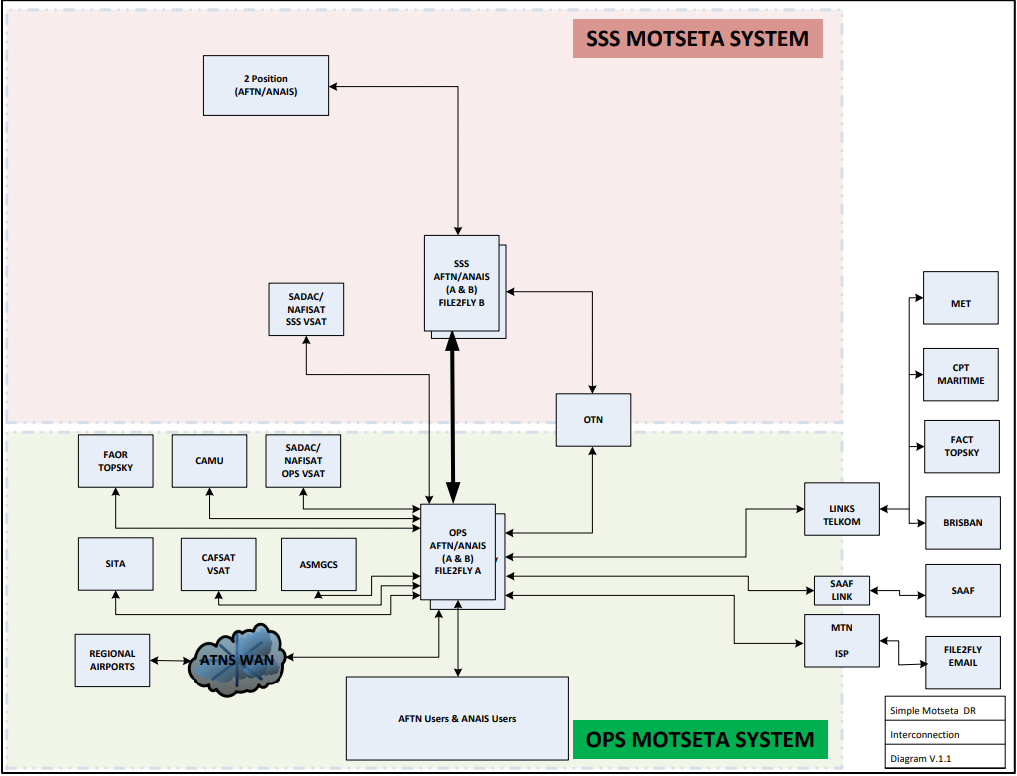 SSS MOTSETA SYSTEM
2 Position
(AFTN/ANAIS)
SSS
AFTN/ANAIS
(A & B)
FILE2FLY B
SADAC/
NAFISAT
SSS VSAT
MET
CPT
MARITIME
OTN
FAOR
TOPSKY
CAMU
SADAC/
NAFISAT
OPS VSAT
FACT
TOPSKY
LINKS
TELKOM
BRISBAN
OPS
AFTN/ANAIS
(A & B)
FILE2FLY A
SITA
CAFSAT
VSAT
ASMGCS
SAAF
LINK
SAAF
MTN
ISP
REGIONAL
AIRPORTS
ATNS WAN
FILE2FLY
EMAIL
AFTN Users & ANAIS Users
OPS MOTSETA SYSTEM
Simple Motseta DR
Interconnection
Diagram V.1.1